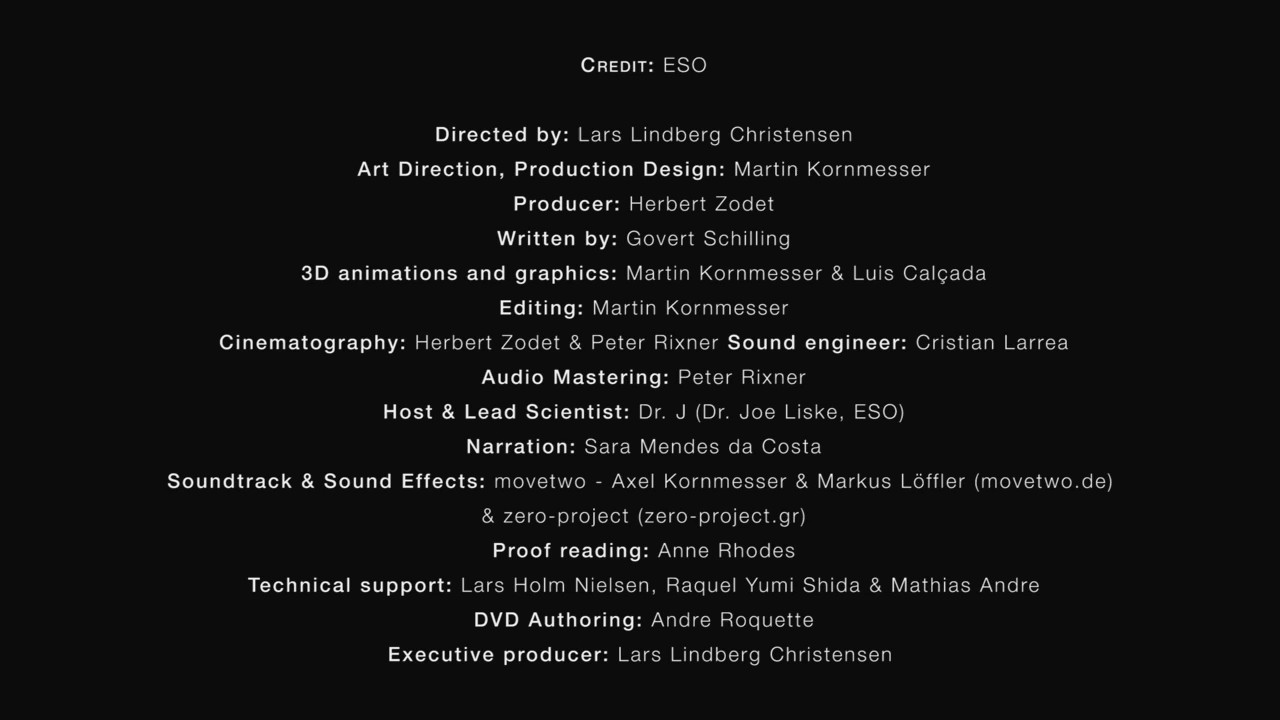 CREDIT: ESO
Directed by: Lars Lindberg Christensen
Art Direction, Production Design: Martin Kornmesser
Producer: Herbert Zodet
Written by: Govert Schilling
3D animations and graphics: Martin Kornmesser & Luis Calçada
Editing: Martin Kornmesser
Cinematography: Herbert Zodet & Peter Rixner Sound engineer: Cristian Larrea
Audio Mastering: Peter Rixner
Host & Lead Scientist: Dr. J (Dr. Joe Liske, ESO)
Narration: Sara Mendes da Costa
Soundtrack & Sound Effects: movetwo - Axel Kornmesser & Markus Löffler (movetwo.de)
& zero-project (zero-project.gr)
Proof reading: Anne Rhodes
Technical support: Lars Holm Nielsen, Raquel Yumi Shida & Mathias Andre
DVD Authoring: Andre Roquette
Executive producer: Lars Lindberg Christensen